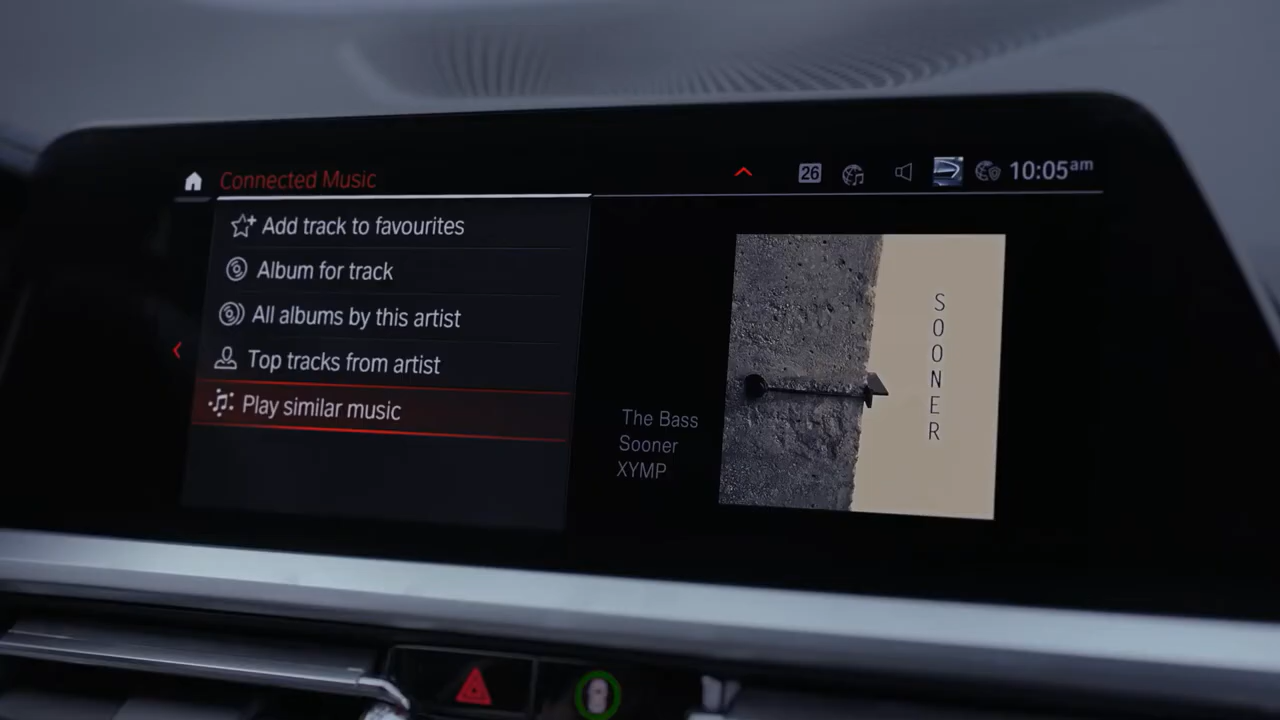 Connected Music
26
10:05am
Add track to favourites
Album for track
All albums by this artist
Top tracks from artist
Play similar music
The Bass
Sooner
XYMP
SOONER